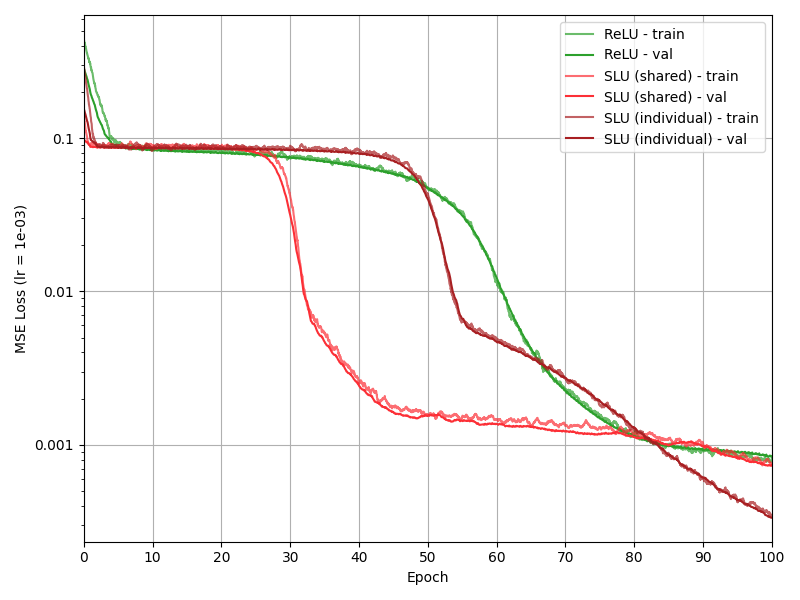 ReLU - train
ReLU - val
SLU (shared) - train
SLU (shared) - val
SLU (individual) - train
SLU (individual) - val
MSE Loss (lr = 1e-03)
0.1
0.01
0.001
0 10 20 30 40 50 60 70 80 90 100
Epoch